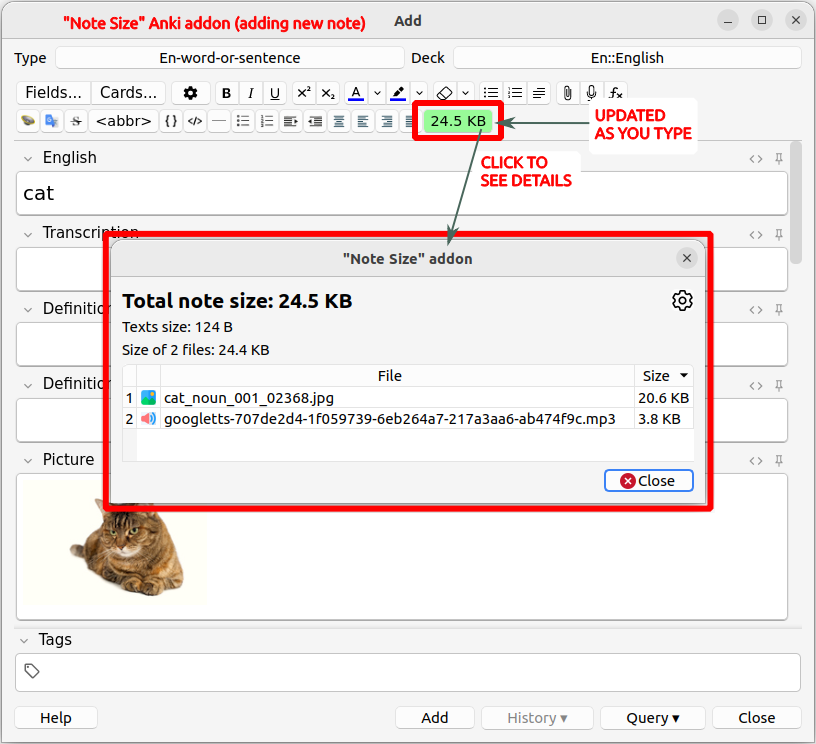 "Note Size" Anki addon (adding new note)
Add
Type
En-word-or-sentence
Deck
En::English
Fields...
Cards...
B
I
U
x²
x₂
A
fx
<abbr>
{}
</>
24.5 KB
UPDATED
AS YOU TYPE
CLICK TO
SEE DETAILS
English
cat
Transcription
"Note Size" addon
Total note size: 24.5 KB
Texts size: 124 B
Size of 2 files: 24.4 KB
File
Size
1 cat_noun_001_02368.jpg 20.6 KB
2 googletts-707de2d4-1f059739-6eb264a7-217a3aa6-ab474f9c.mp3 3.8 KB
Close
Definition
Definition
Picture
Tags
Help
Add
History ▾
Query ▾
Close